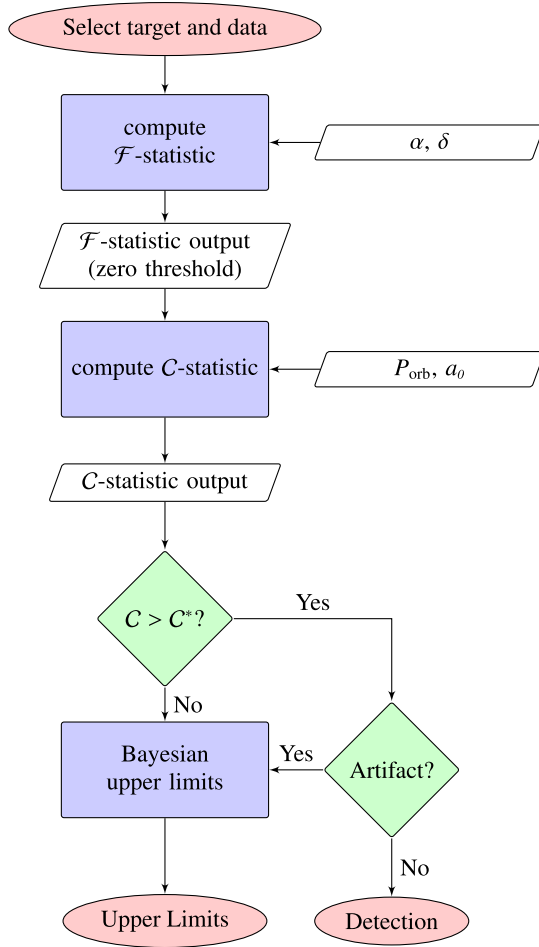 Select target and data
compute
ℱ-statistic
α, δ
ℱ-statistic output
(zero threshold)
compute 𝒞-statistic
P_orb, a_0
𝒞-statistic output
𝒞 > 𝒞*?
Yes
No
Bayesian
upper limits
Yes
Artifact?
No
Upper Limits
Detection